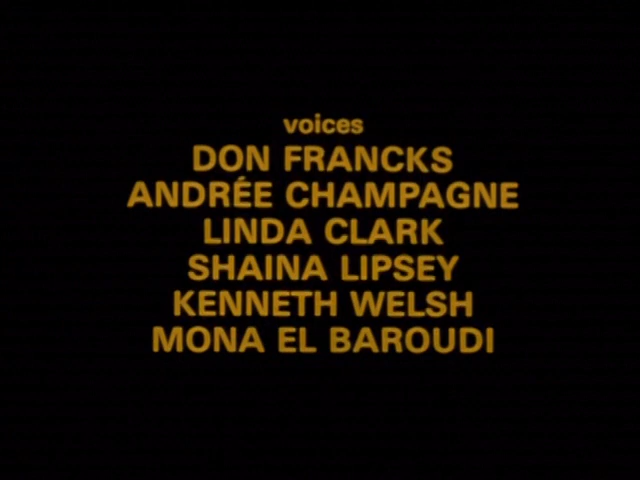 voices
DON FRANCKS
ANDRÉE CHAMPAGNE
LINDA CLARK
SHAINA LIPSEY
KENNETH WELSH
MONA EL BAROUDI